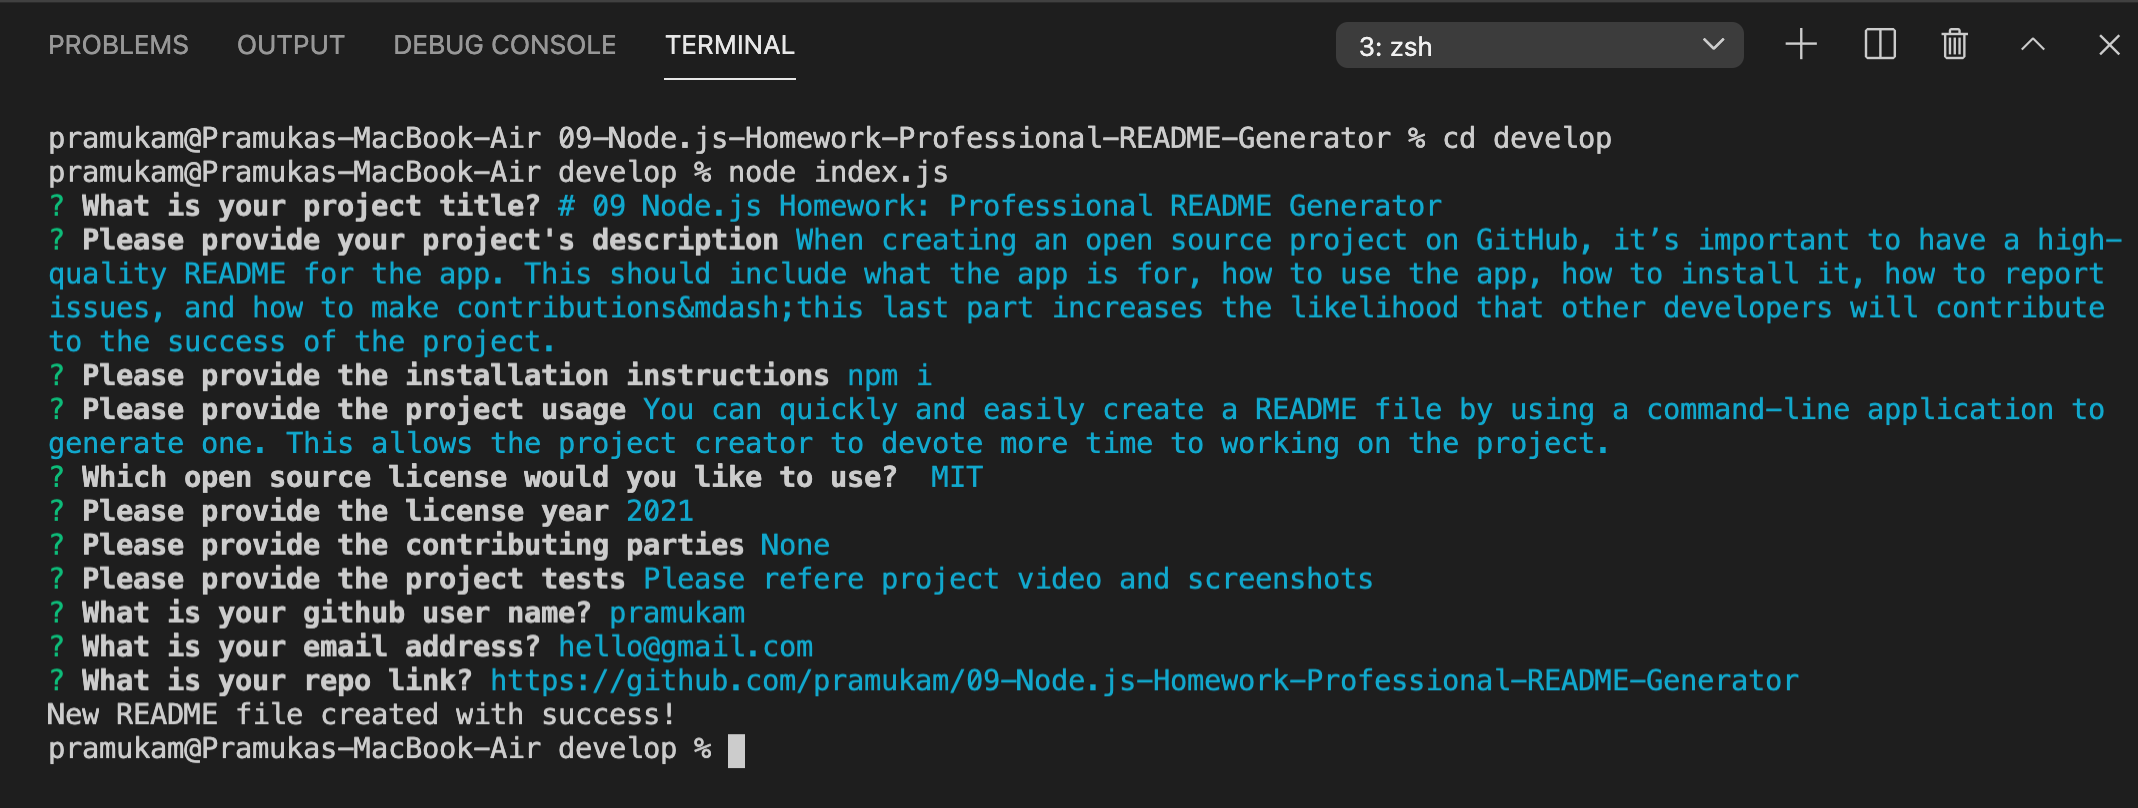 PROBLEMS OUTPUT DEBUG CONSOLE TERMINAL 3: zsh
pramukam@Pramukas-MacBook-Air 09-Node.js-Homework-Professional-README-Generator % cd develop
pramukam@Pramukas-MacBook-Air develop % node index.js
? What is your project title? # 09 Node.js Homework: Professional README Generator
? Please provide your project's description When creating an open source project on GitHub, it’s important to have a high-
quality README for the app. This should include what the app is for, how to use the app, how to install it, how to report
issues, and how to make contributions&mdash;this last part increases the likelihood that other developers will contribute
to the success of the project.
? Please provide the installation instructions npm i
? Please provide the project usage You can quickly and easily create a README file by using a command-line application to
generate one. This allows the project creator to devote more time to working on the project.
? Which open source license would you like to use?  MIT
? Please provide the license year 2021
? Please provide the contributing parties None
? Please provide the project tests Please refere project video and screenshots
? What is your github user name? pramukam
? What is your email address? hello@gmail.com
? What is your repo link? https://github.com/pramukam/09-Node.js-Homework-Professional-README-Generator
New README file created with success!
pramukam@Pramukas-MacBook-Air develop %